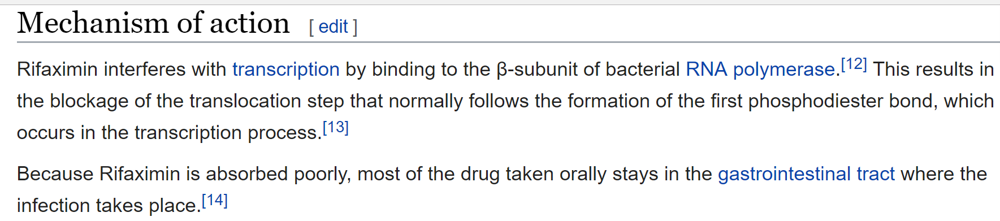 Mechanism of action [ edit ]
Rifaximin interferes with transcription by binding to the β-subunit of bacterial RNA polymerase.[12] This results in
the blockage of the translocation step that normally follows the formation of the first phosphodiester bond, which
occurs in the transcription process.[13]
Because Rifaximin is absorbed poorly, most of the drug taken orally stays in the gastrointestinal tract where the
infection takes place.[14]